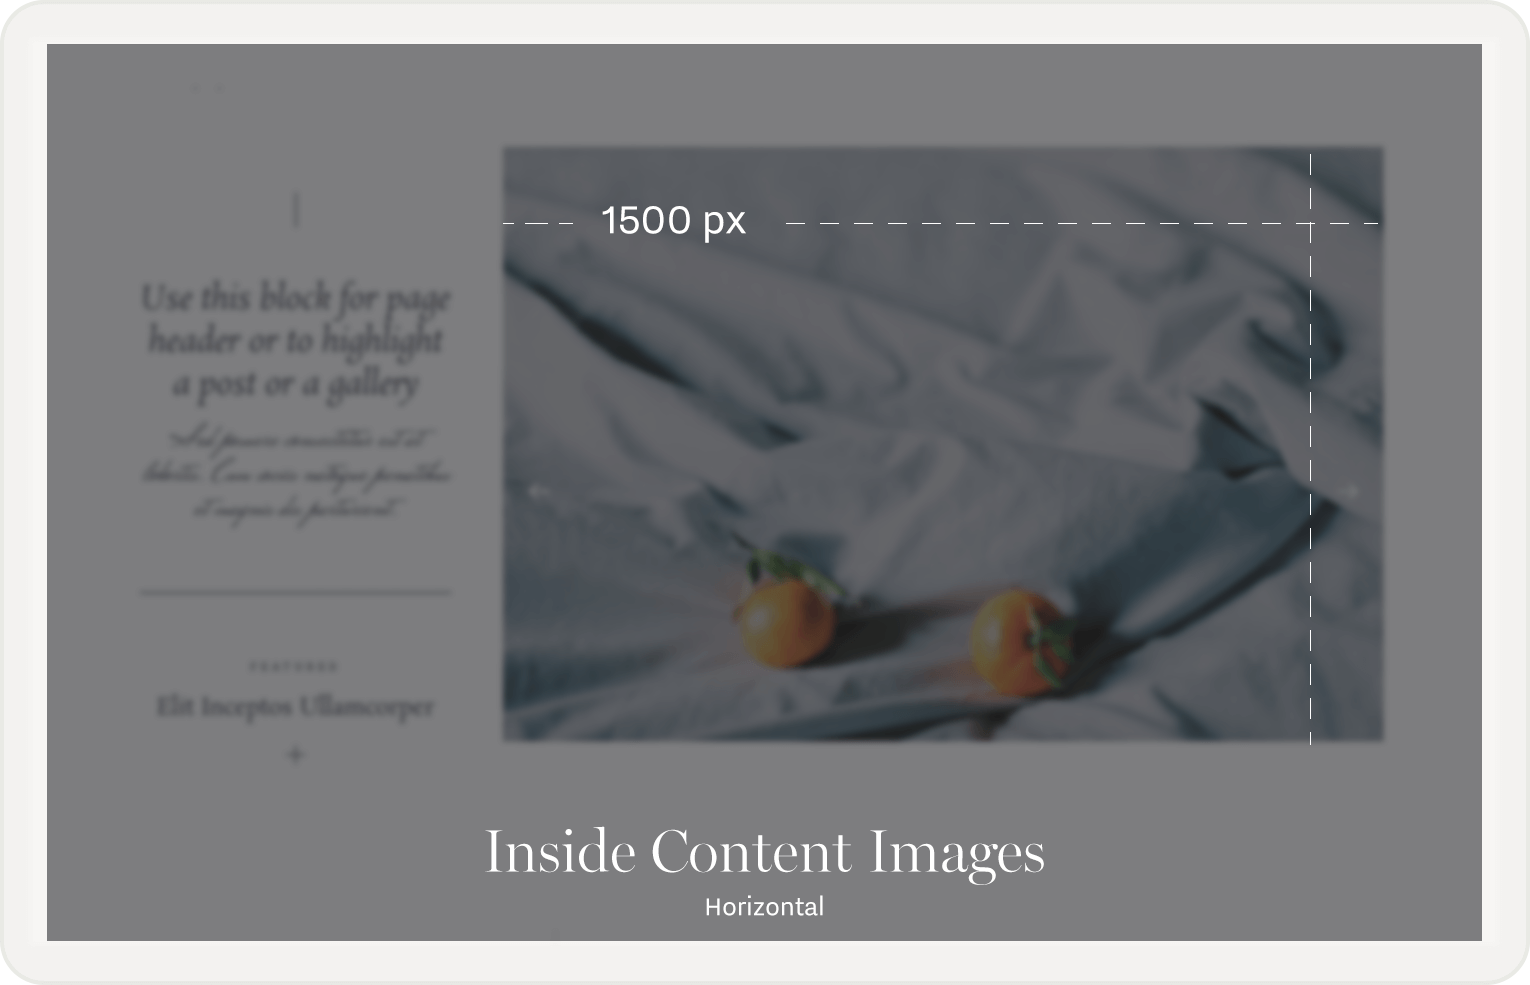 1500 px
Use this block for page
header or to highlight
a post or a gallery
FEATURED
Elit Inceptos Ullamcorper
+
Inside Content Images
Horizontal